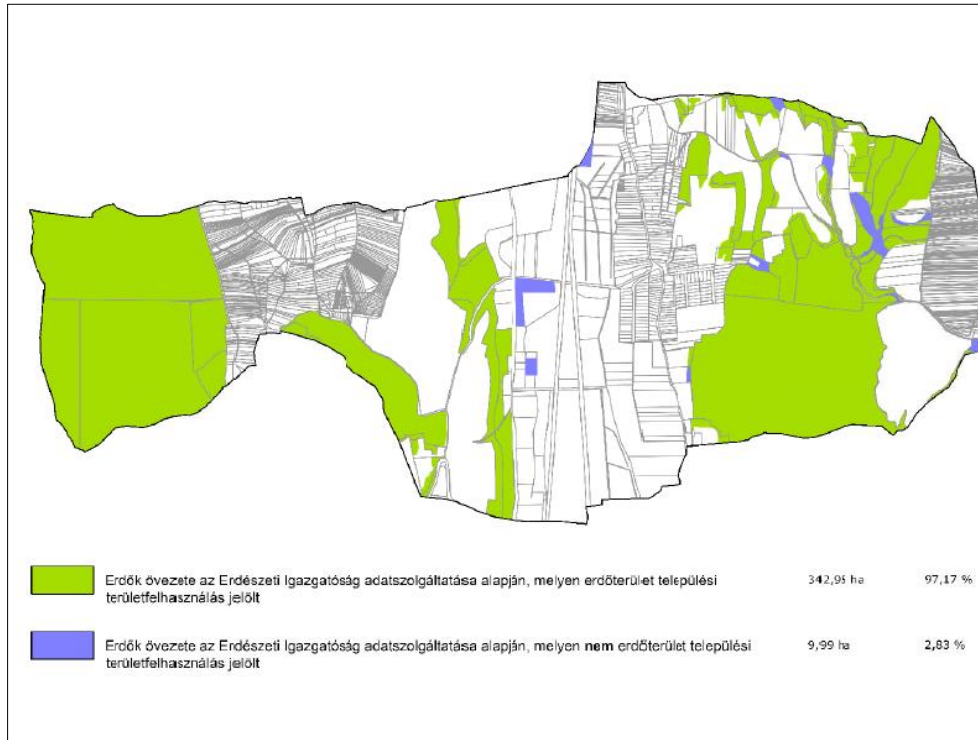 Erdők övezete az Erdészeti Igazgatóság adatszolgáltatása alapján, melyen erdőterület települési 342,95 ha 97,17 %
területfelhasználás jelölt
Erdők övezete az Erdészeti Igazgatóság adatszolgáltatása alapján, melyen nem erdőterület települési 9,99 ha 2,83 %
területfelhasználás jelölt